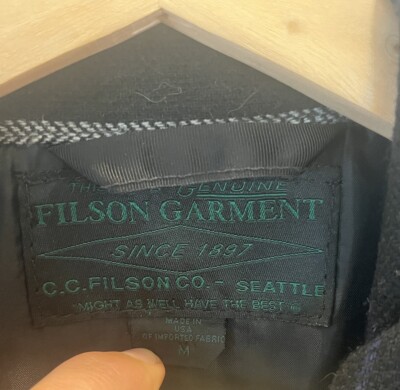 THIS GENUINE
FILSON GARMENT
SINCE 1897
C.C. FILSON CO. - SEATTLE
"MIGHT AS WELL HAVE THE BEST"
MADE IN
USA
OF IMPORTED FABRIC
M